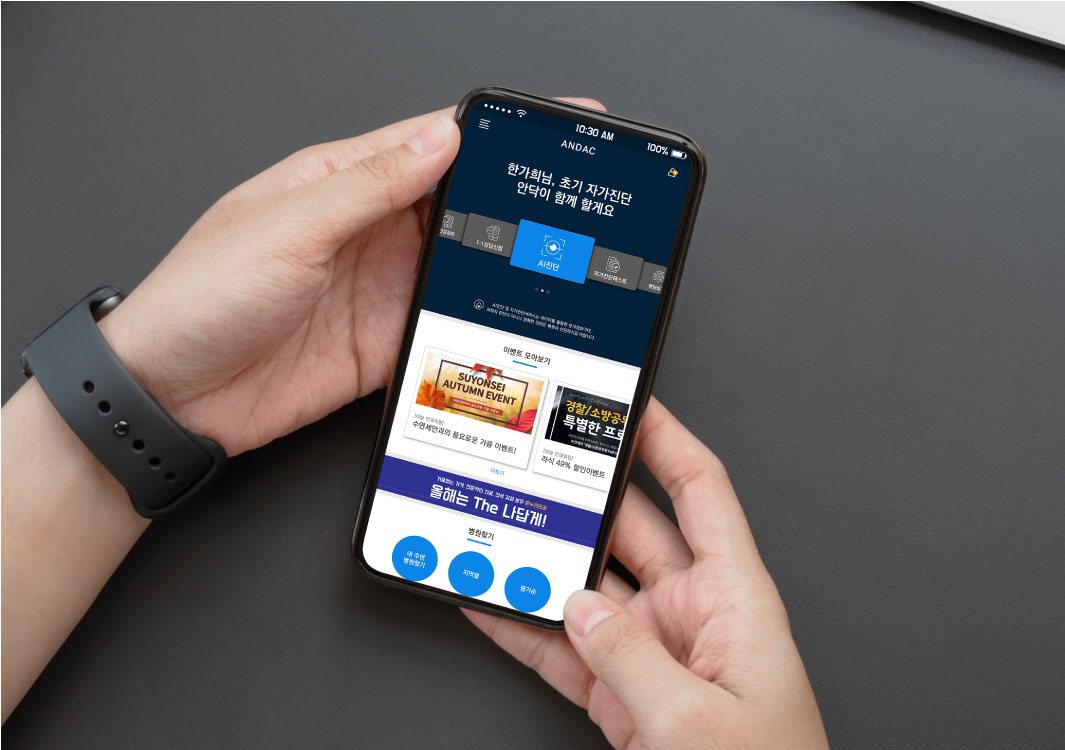 10:30 AM
100%
ANDAC
한가희님, 초기 자가진단
안닥이 함께 할게요
1:1상담신청
AI진단
자가진단테스트
이벤트 모아보기
SUYONSEI
AUTUMN EVENT
경찰/소방공무
특별한 프로
수연세안과의 풍요로운 가을 이벤트!
라식 49% 할인이벤트
더보기
올해는 The 나답게!
병원찾기
내 주변
병원찾기
지역별
평가순